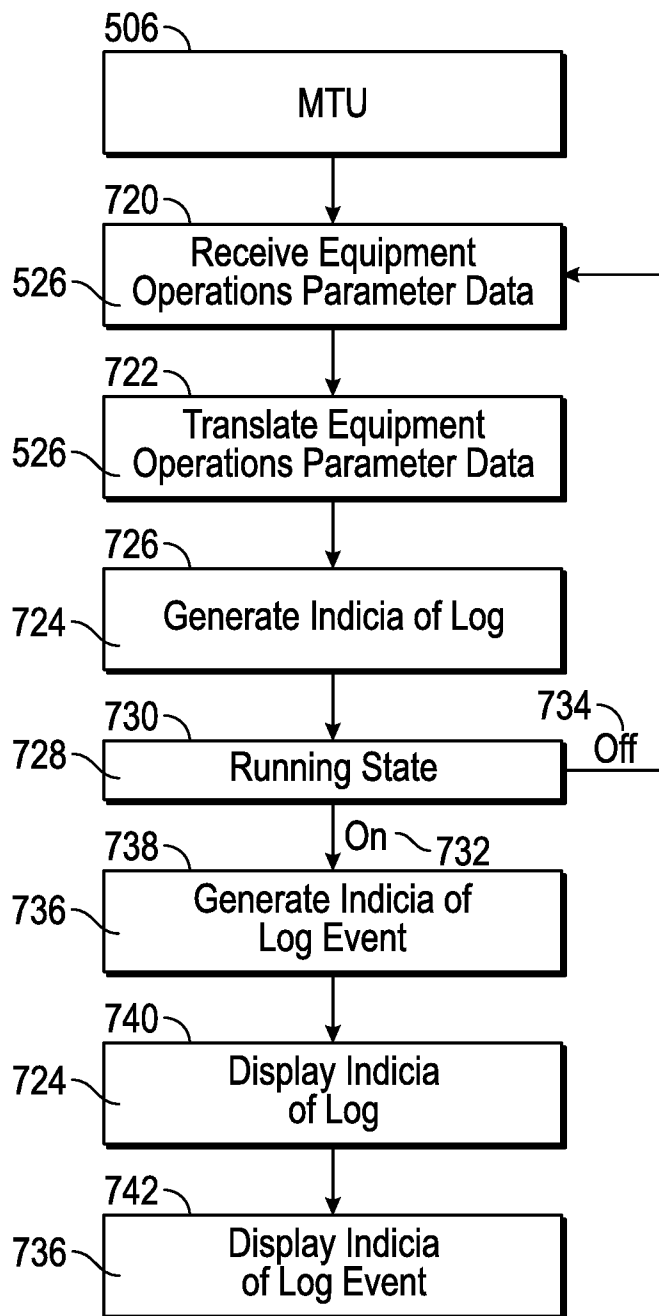 506
MTU
720
Receive Equipment
526
Operations Parameter Data
722
Translate Equipment
526
Operations Parameter Data
726
724
Generate Indicia of Log
730
734
728
Running State
Off
On
732
738
736
Generate Indicia of
Log Event
740
724
Display Indicia
of Log
742
736
Display Indicia
of Log Event